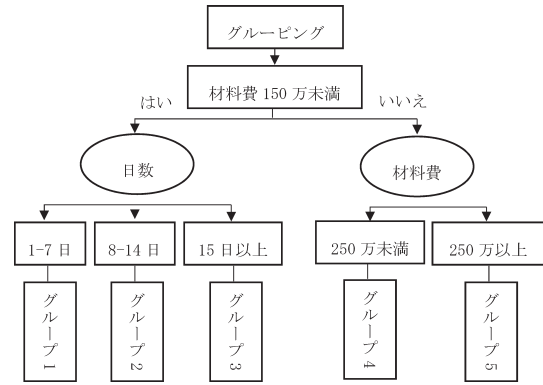 グルーピング
材料費 150 万未満
はい
いいえ
日数
材料費
1-7 日
8-14 日
15 日以上
250 万未満
250 万以上
グループ 1
グループ 2
グループ 3
グループ 4
グループ 5